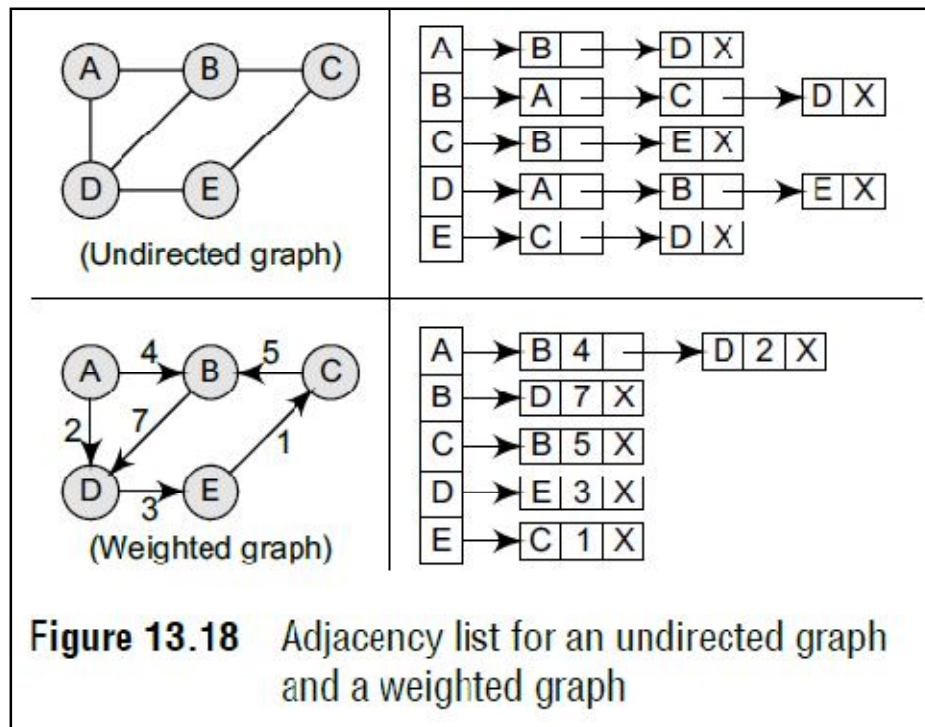 A B C
D E
(Undirected graph)
A B D X
B A C D X
C B E X
D A B E X
E C D X
A 4 B 5 C
2 7 1
D 3 E
(Weighted graph)
A B 4 D 2 X
B D 7 X
C B 5 X
D E 3 X
E C 1 X
Figure 13.18 Adjacency list for an undirected graph
and a weighted graph